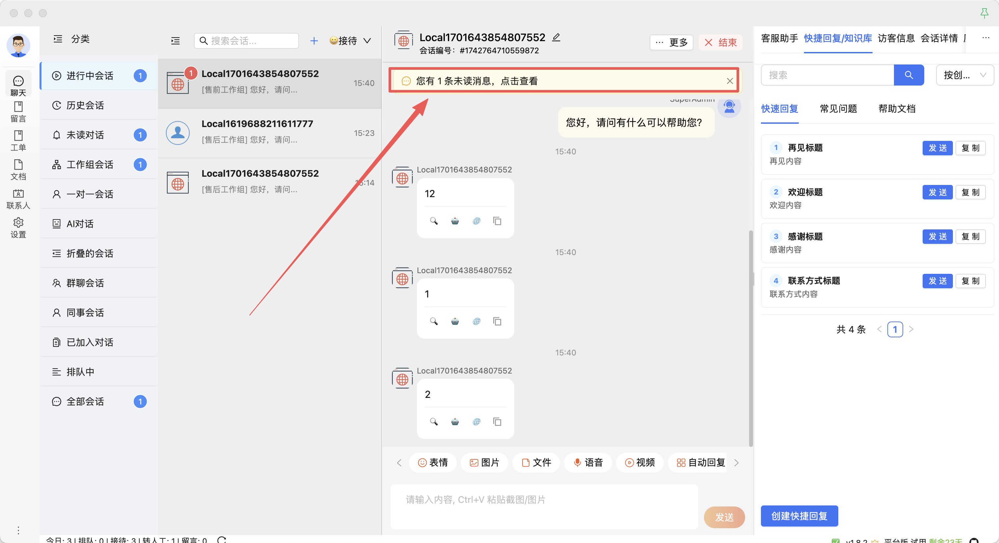 聊天
留言
工单
文档
联系人
设置
分类
进行中会话 1
历史会话
未读对话 1
工作组会话 1
一对一会话
AI对话
折叠的会话
群聊会话
同事会话
已加入对话
排队中
全部会话 1
搜索会话...
😀接待
1
Local1701643854807552
[售前工作组] 您好，请问...
15:40
Local1619688211611777
[售后工作组] 您好，请问...
15:23
Local1701643854807552
[售后工作组] 您好，请问...
15:14
Local1701643854807552
会话编号：#1742764710559872
··· 更多
结束
您有 1 条未读消息，点击查看
SuperAdmin
您好，请问有什么可以帮助您?
15:40
Local1701643854807552
12
15:40
Local1701643854807552
1
15:40
Local1701643854807552
2
表情
图片
文件
语音
视频
自动回复
请输入内容, Ctrl+V 粘贴截图/图片
发送
客服助手 快捷回复/知识库 访客信息 会话详情
···
搜索
按创...
快速回复 常见问题 帮助文档
1 再见标题 发 送 复 制
再见内容
2 欢迎标题 发 送 复 制
欢迎内容
3 感谢标题 发 送 复 制
感谢内容
4 联系方式标题 发 送 复 制
联系方式内容
共 4 条 < 1 >
创建快捷回复
今日: 3 | 排队: 0 | 接待: 3 | 转人工: 1 | 留言: 0
v1.8.2 平台版 试用 剩余23天